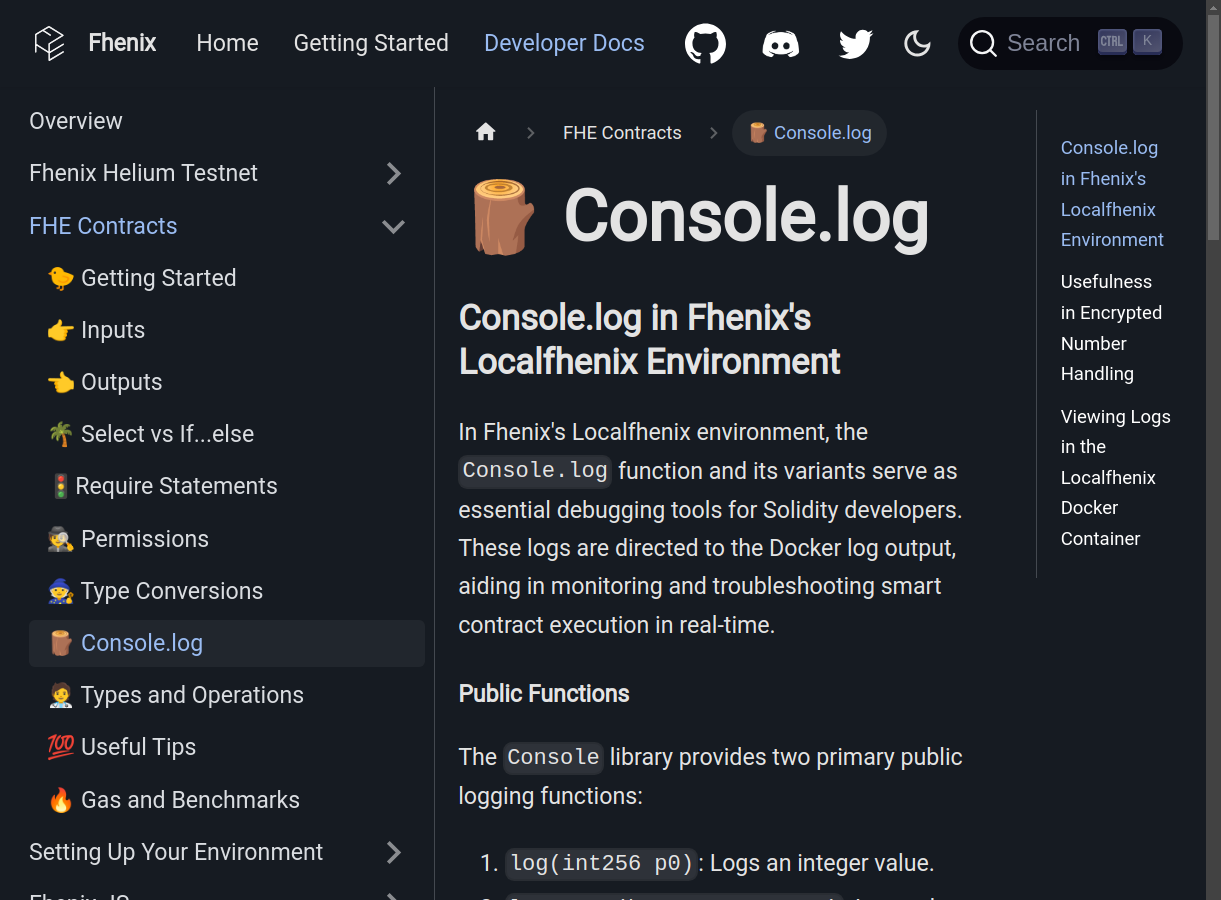 Fhenix Home Getting Started Developer Docs Search CTRL K
Overview
Fhenix Helium Testnet
FHE Contracts
🐤 Getting Started
👉 Inputs
👈 Outputs
🌴 Select vs If...else
🚦 Require Statements
🕵️ Permissions
🧙 Type Conversions
🪵 Console.log
🧑‍⚕️ Types and Operations
💯 Useful Tips
🔥 Gas and Benchmarks
Setting Up Your Environment
FHE Contracts > 🪵 Console.log
🪵 Console.log
Console.log in Fhenix's
Localfhenix Environment
In Fhenix's Localfhenix environment, the
Console.log function and its variants serve as
essential debugging tools for Solidity developers.
These logs are directed to the Docker log output,
aiding in monitoring and troubleshooting smart
contract execution in real-time.
Public Functions
The Console library provides two primary public
logging functions:
1. log(int256 p0): Logs an integer value.
Console.log
in Fhenix's
Localfhenix
Environment
Usefulness
in Encrypted
Number
Handling
Viewing Logs
in the
Localfhenix
Docker
Container